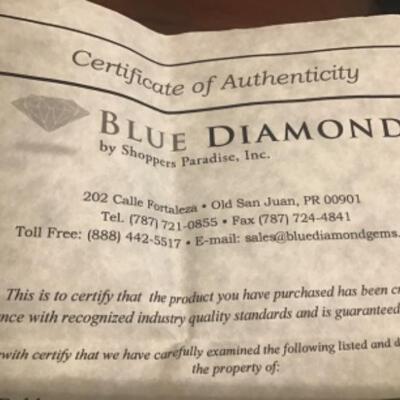 Certificate of Authenticity
BLUE DIAMOND
by Shoppers Paradise, Inc.
202 Calle Fortaleza • Old San Juan, PR 00901
Tel. (787) 721-0855 • Fax (787) 724-4841
Toll Free: (888) 442-5517 • E-mail: sales@bluediamondgems.
This is to certify that the product you have purchased has been
with recognized industry quality standards and is guaranteed
with certify that we have carefully examined the following listed and
the property of: